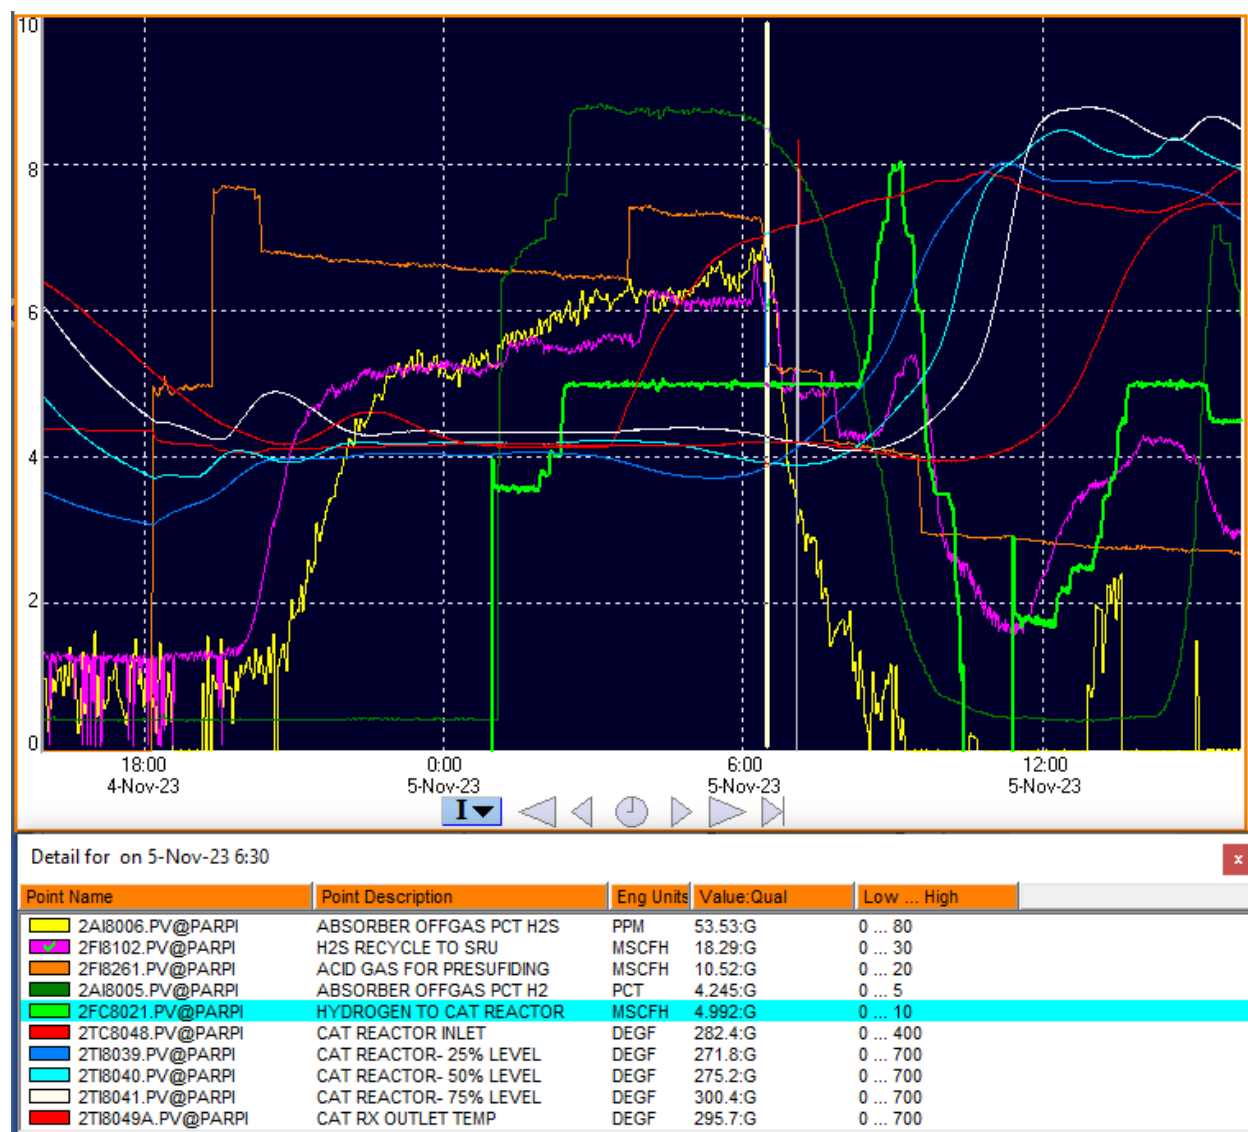 10
8
6
4
2
0
18:00 0:00 6:00 12:00
4-Nov-23 5-Nov-23 5-Nov-23 5-Nov-23
I
Detail for on 5-Nov-23 6:30
x
Point Name Point Description Eng Units Value:Qual Low ... High
2AI8006.PV@PARPI ABSORBER OFFGAS PCT H2S PPM 53.53:G 0 ... 80
2FI8102.PV@PARPI H2S RECYCLE TO SRU MSCFH 18.29:G 0 ... 30
2FI8261.PV@PARPI ACID GAS FOR PRESUFIDING MSCFH 10.52:G 0 ... 20
2AI8005.PV@PARPI ABSORBER OFFGAS PCT H2 PCT 4.245:G 0 ... 5
2FC8021.PV@PARPI HYDROGEN TO CAT REACTOR MSCFH 4.992:G 0 ... 10
2TC8048.PV@PARPI CAT REACTOR INLET DEGF 282.4:G 0 ... 400
2TI8039.PV@PARPI CAT REACTOR- 25% LEVEL DEGF 271.8:G 0 ... 700
2TI8040.PV@PARPI CAT REACTOR- 50% LEVEL DEGF 275.2:G 0 ... 700
2TI8041.PV@PARPI CAT REACTOR- 75% LEVEL DEGF 300.4:G 0 ... 700
2TI8049A.PV@PARPI CAT RX OUTLET TEMP DEGF 295.7:G 0 ... 700